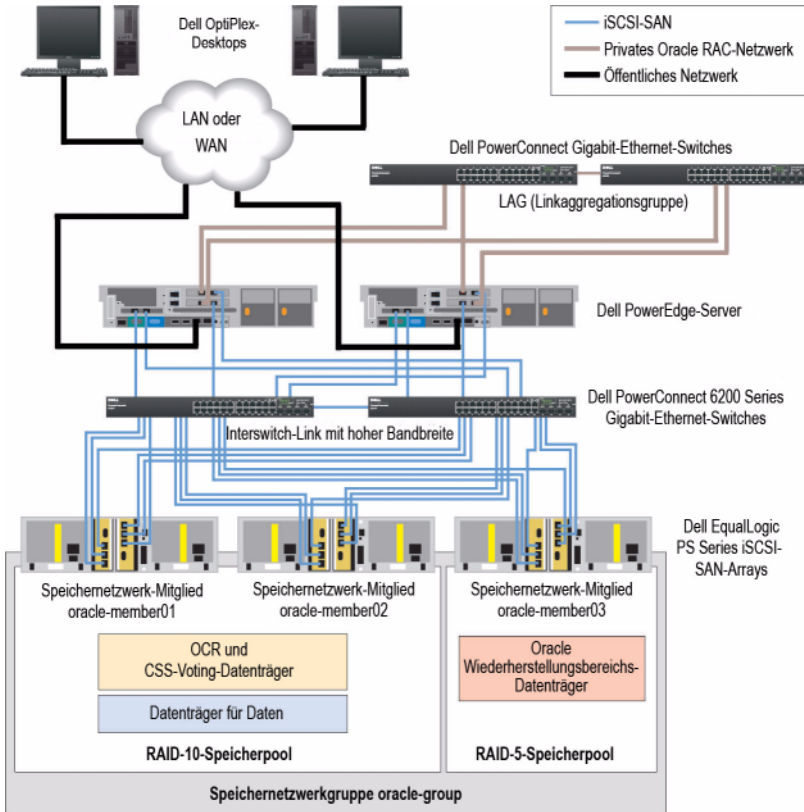 Dell OptiPlex-
Desktops
iSCSI-SAN
Privates Oracle RAC-Netzwerk
Öffentliches Netzwerk
LAN oder
WAN
Dell PowerConnect Gigabit-Ethernet-Switches
LAG (Linkaggregationsgruppe)
Dell PowerEdge-Server
Dell PowerConnect 6200 Series
Gigabit-Ethernet-Switches
Interswitch-Link mit hoher Bandbreite
Dell EqualLogic
PS Series iSCSI-
SAN-Arrays
Speichernetzwerk-Mitglied
oracle-member01
Speichernetzwerk-Mitglied
oracle-member02
Speichernetzwerk-Mitglied
oracle-member03
OCR und
CSS-Voting-Datenträger
Datenträger für Daten
Oracle
Wiederherstellungsbereichs-
Datenträger
RAID-10-Speicherpool
RAID-5-Speicherpool
Speichernetzwerkgruppe oracle-group